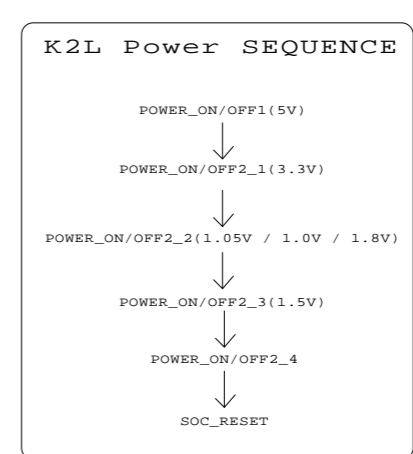 K2L Power SEQUENCE
POWER_ON/OFF1(5V)
POWER_ON/OFF2_1(3.3V)
POWER_ON/OFF2_2(1.05V / 1.0V / 1.8V)
POWER_ON/OFF2_3(1.5V)
POWER_ON/OFF2_4
SOC_RESET